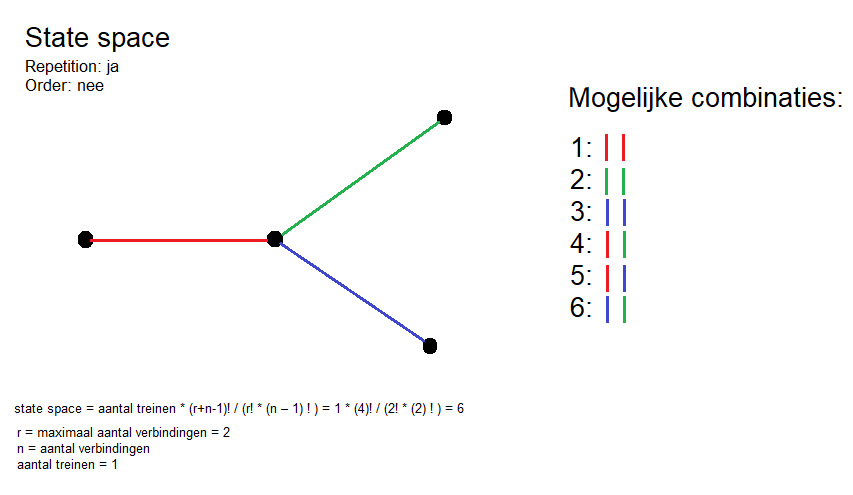 State space
Repetition: ja
Order: nee
Mogelijke combinaties:
1:
2:
3:
4:
5:
6:
state space = aantal treinen * (r+n-1)! / (r! * (n – 1) ! ) = 1 * (4)! / (2! * (2) ! ) = 6
r = maximaal aantal verbindingen = 2
n = aantal verbindingen
aantal treinen = 1